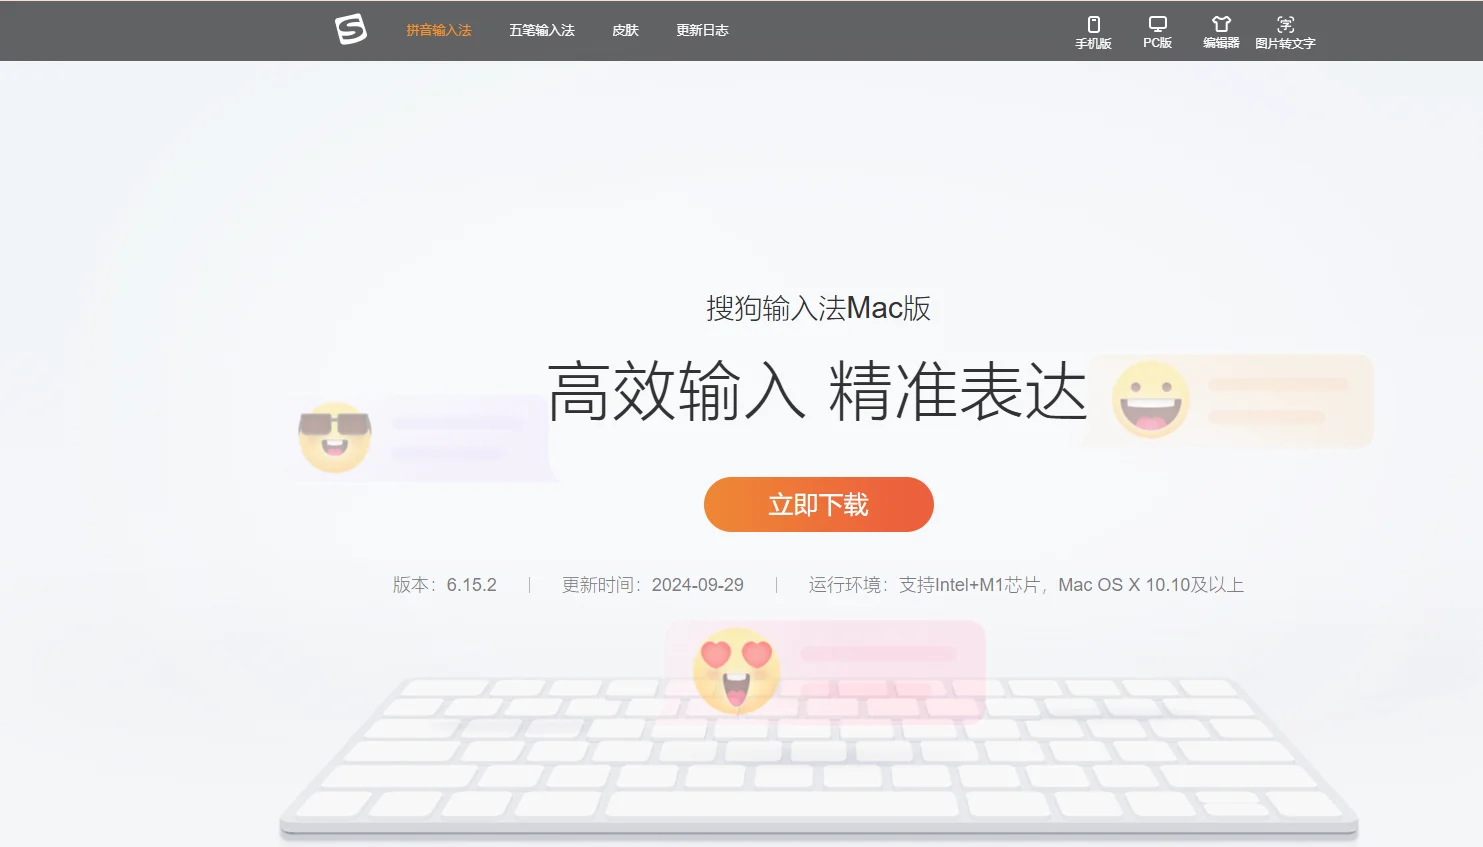 拼音输入法 五笔输入法 皮肤 更新日志 手机版 PC版 编辑器 图片转文字
搜狗输入法Mac版
高效输入 精准表达
立即下载
版本：6.15.2 | 更新时间：2024-09-29 | 运行环境：支持Intel+M1芯片，Mac OS X 10.10及以上